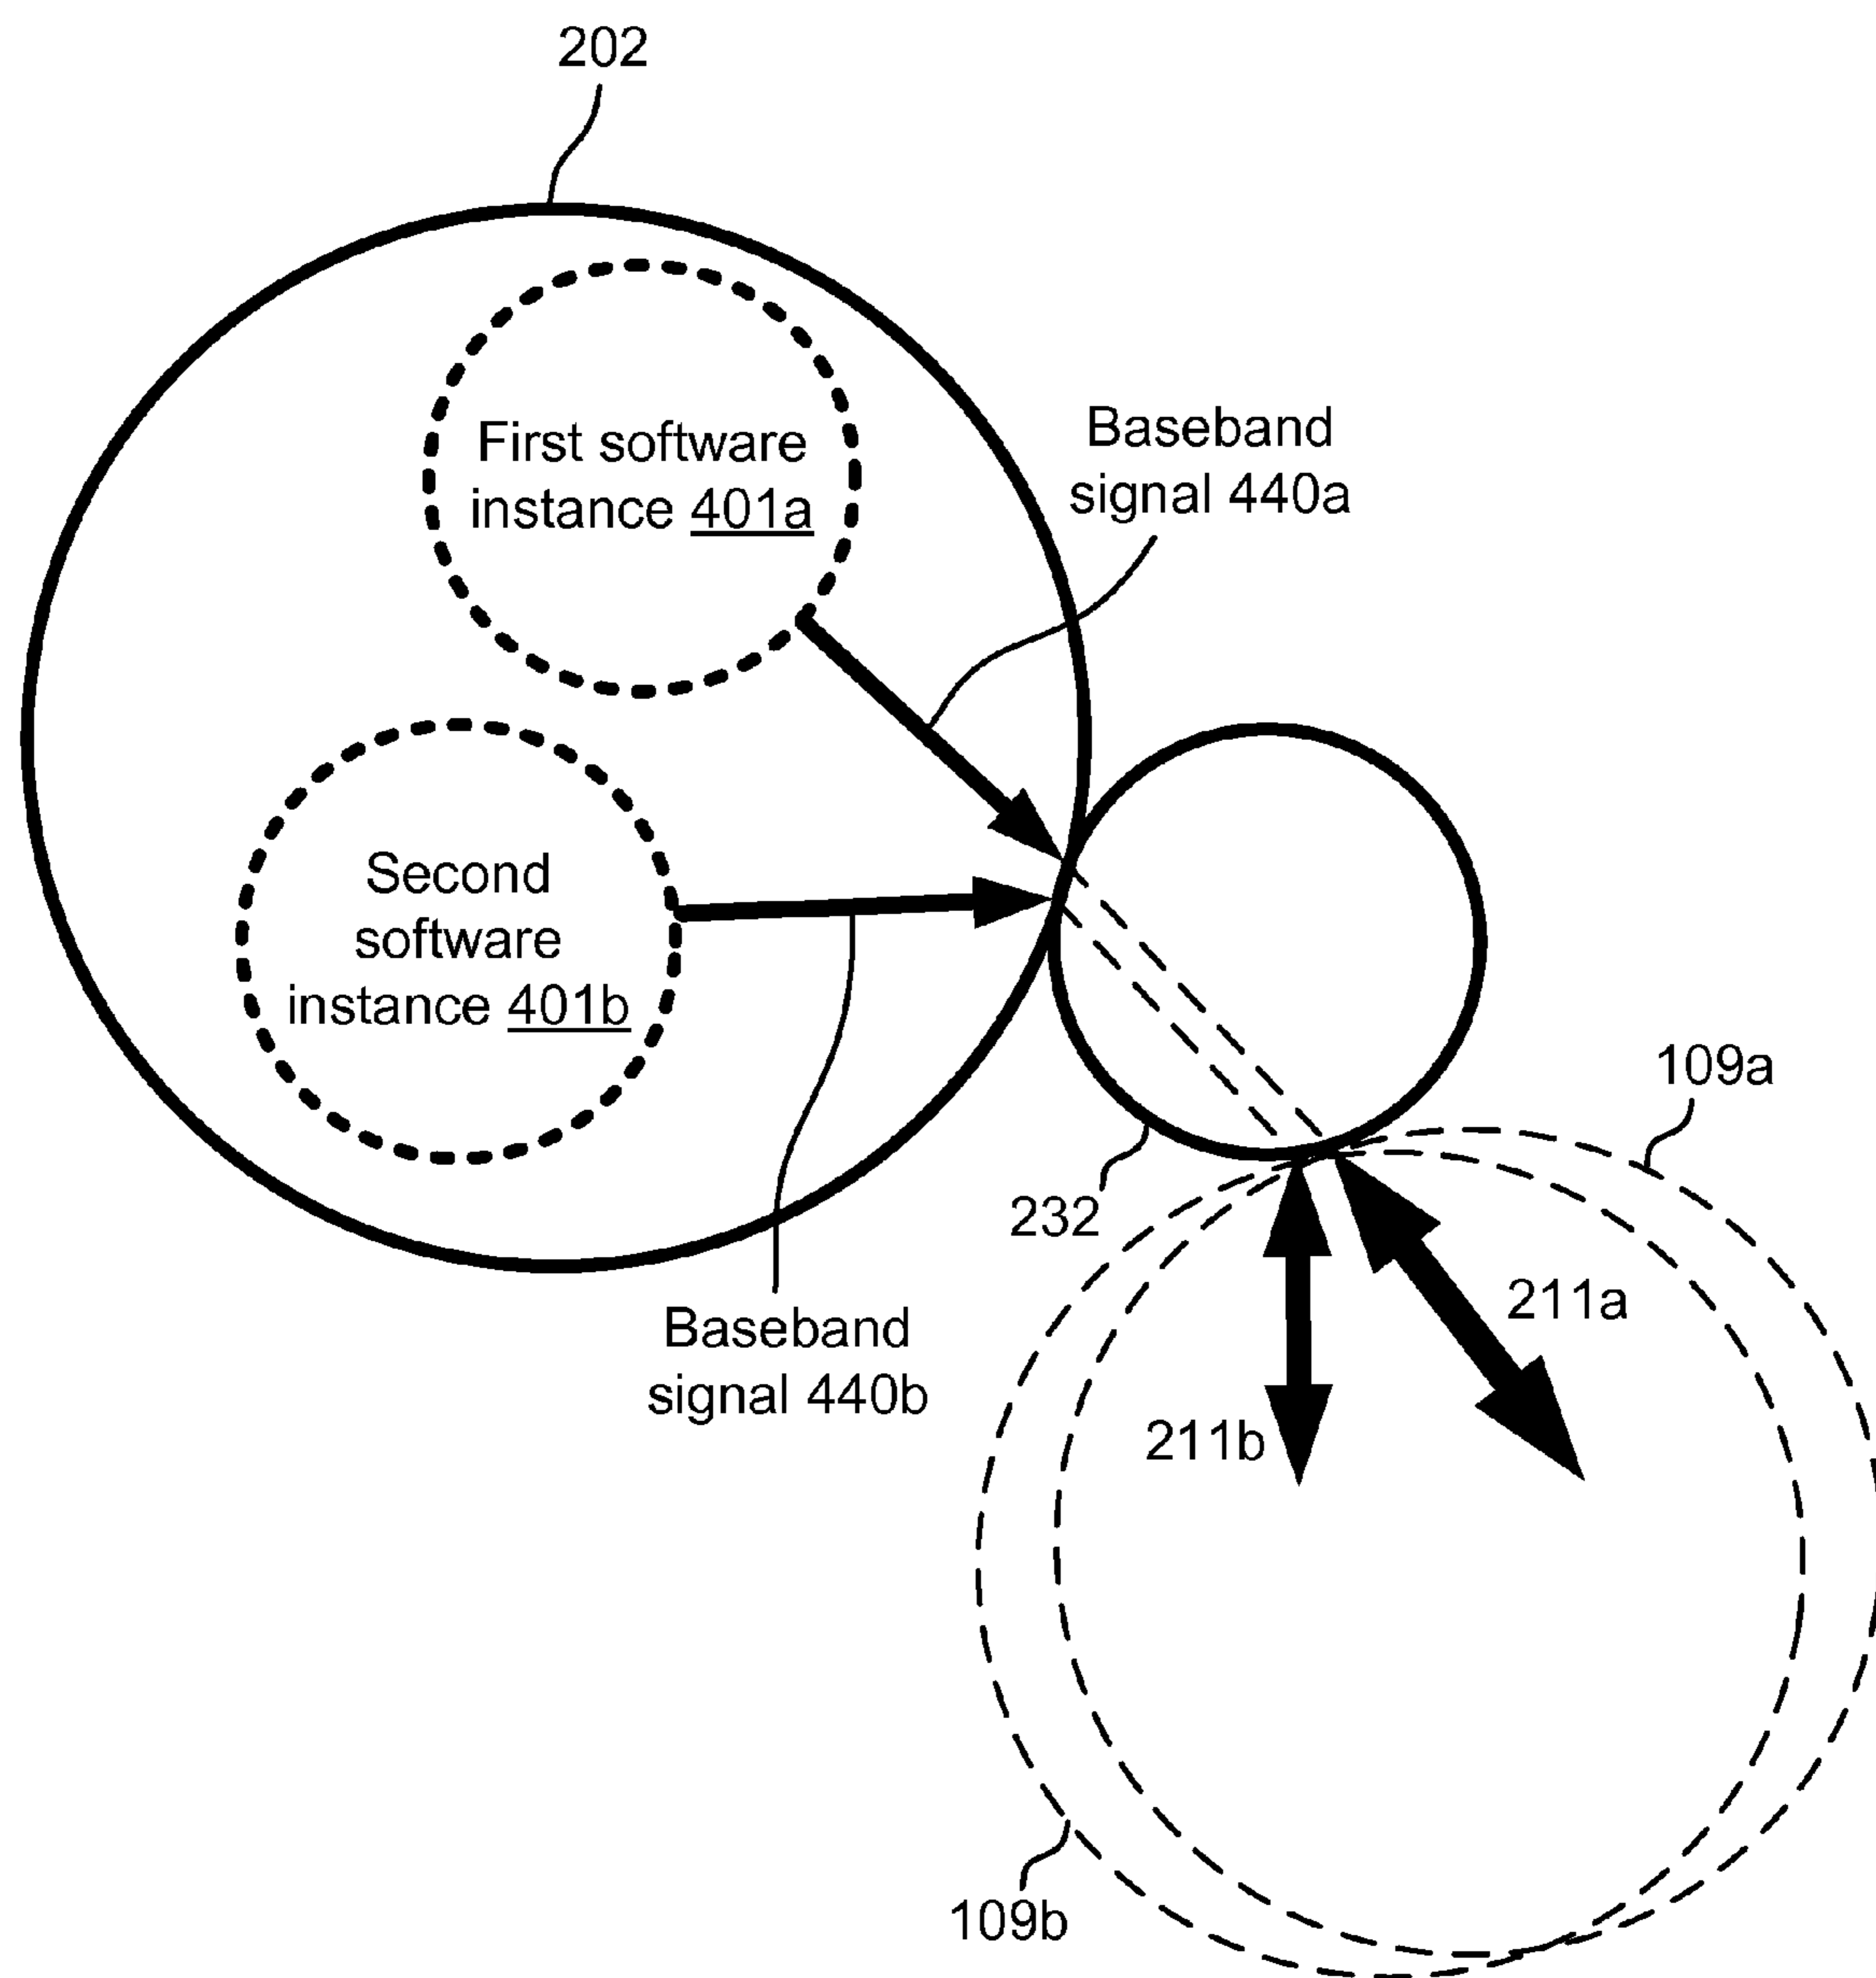 202
First software
instance 401a
Baseband
signal 440a
Second
software
instance 401b
109a
232
211a
Baseband
signal 440b
211b
109b